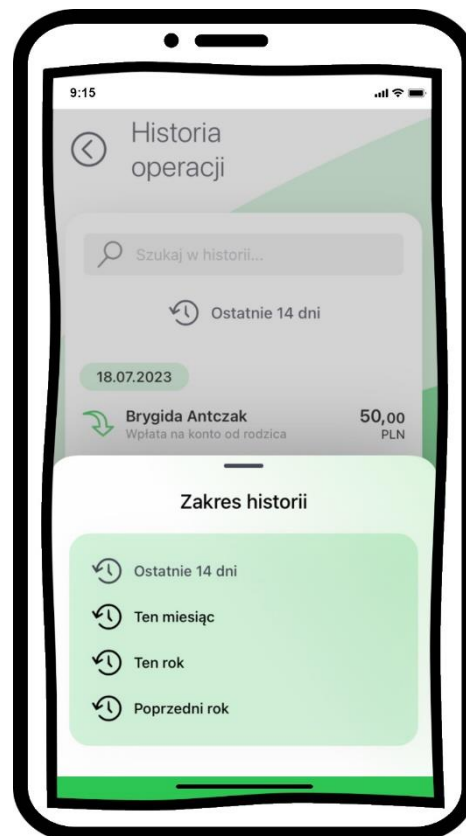 9:15
Historia
operacji
Szukaj w historii...
Ostatnie 14 dni
18.07.2023
Brygida Antczak 50,00
Wpłata na konto od rodzica PLN
Zakres historii
Ostatnie 14 dni
Ten miesiąc
Ten rok
Poprzedni rok